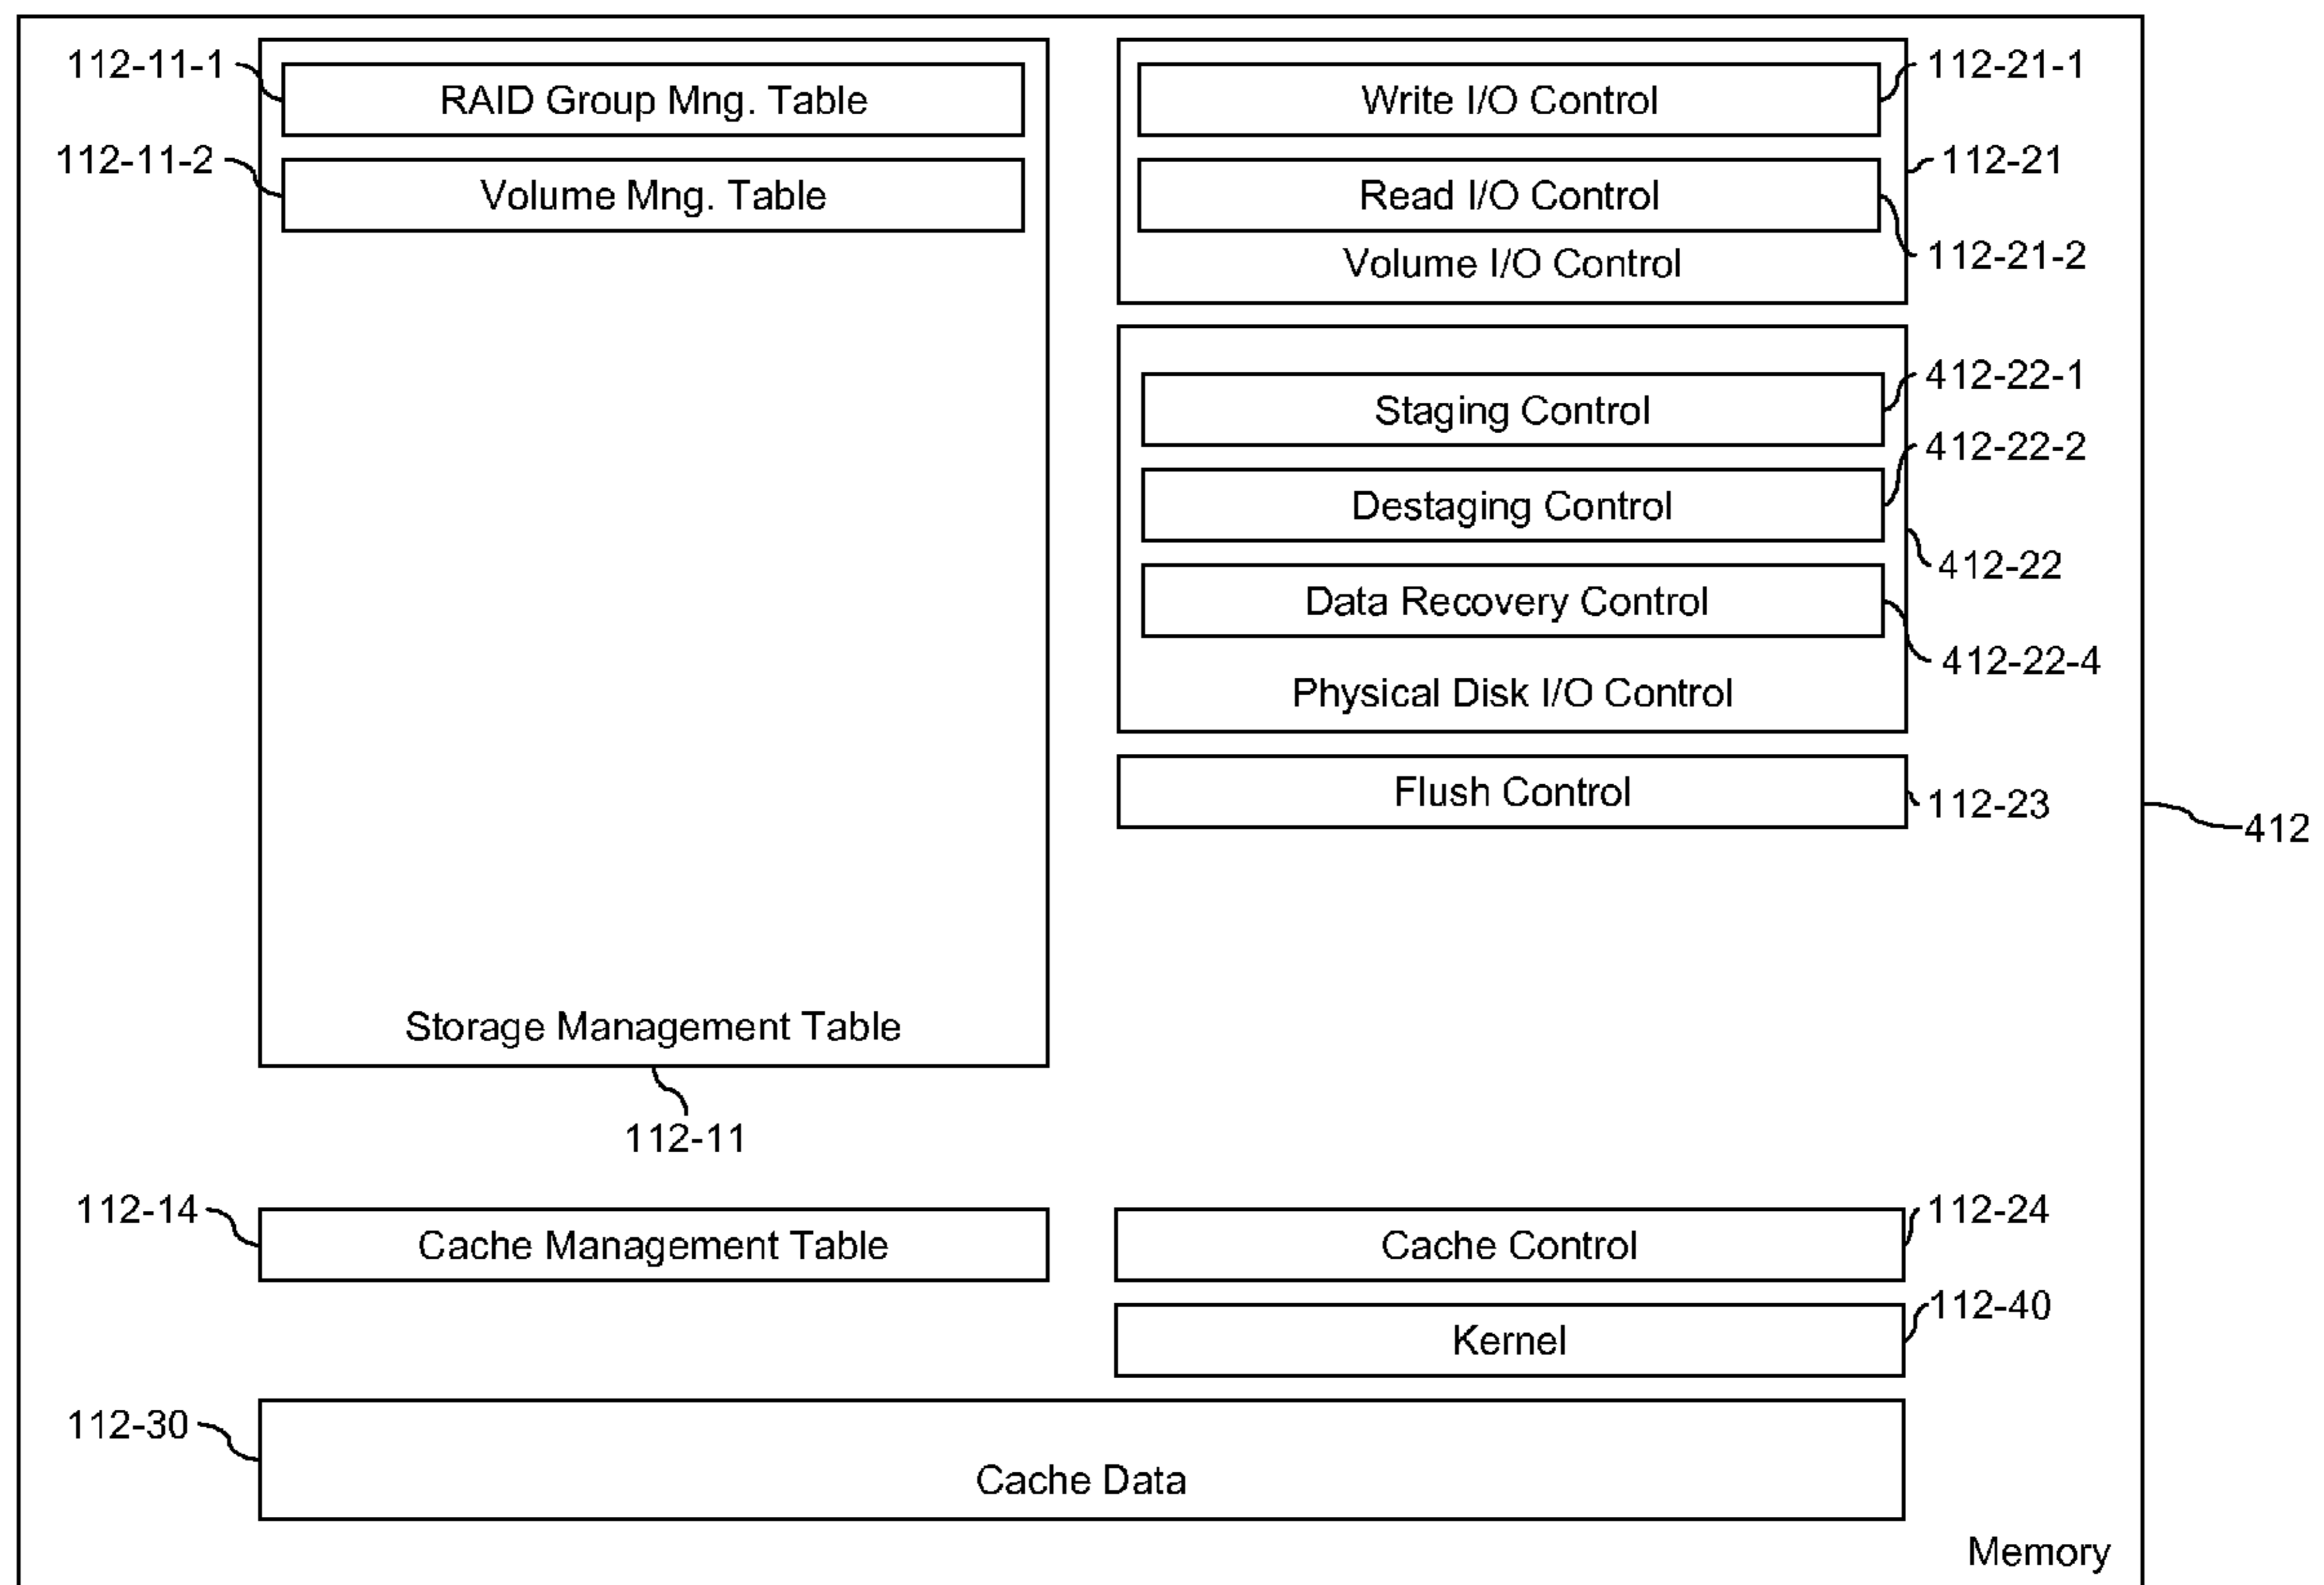 112-11-1
RAID Group Mng. Table
112-11-2
Volume Mng. Table
Storage Management Table
112-11
Write I/O Control
112-21-1
112-21
Read I/O Control
112-21-2
Volume I/O Control
Staging Control
412-22-1
412-22-2
Destaging Control
412-22
Data Recovery Control
412-22-4
Physical Disk I/O Control
Flush Control
112-23
412
112-14
Cache Management Table
Cache Control
112-24
Kernel
112-40
112-30
Cache Data
Memory